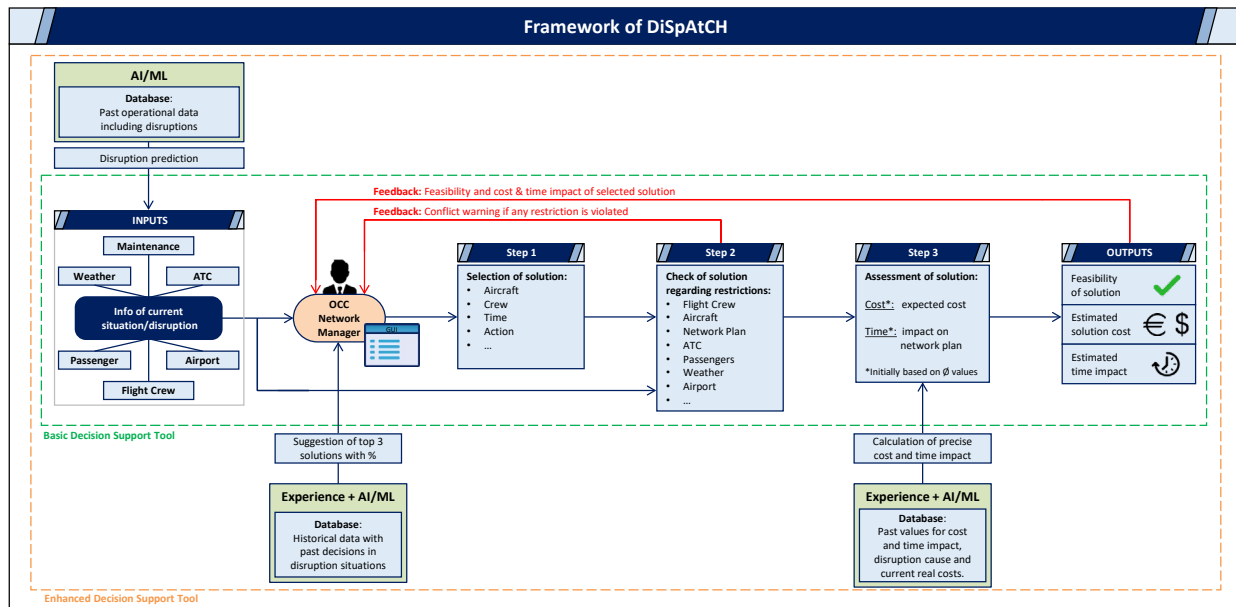 Framework of DiSpAtCH
AI/ML
Database:
Past operational data
including disruptions
Disruption prediction
Feedback: Feasibility and cost & time impact of selected solution
Feedback: Conflict warning if any restriction is violated
INPUTS
Maintenance
Weather
ATC
Info of current
situation/disruption
Passenger
Airport
Flight Crew
OCC
Network
Manager
GUI
Step 1
Selection of solution:
• Aircraft
• Crew
• Time
• Action
• ...
Step 2
Check of solution
regarding restrictions:
• Flight Crew
• Aircraft
• Network Plan
• ATC
• Passengers
• Weather
• Airport
• ...
Step 3
Assessment of solution:
Cost*: expected cost
Time*: impact on
network plan
*Initially based on Ø values
OUTPUTS
Feasibility
of solution
Estimated
solution cost
€ $
Estimated
time impact
Basic Decision Support Tool
Suggestion of top 3
solutions with %
Experience + AI/ML
Database:
Historical data with
past decisions in
disruption situations
Calculation of precise
cost and time impact
Experience + AI/ML
Database:
Past values for cost
and time impact,
disruption cause and
current real costs.
Enhanced Decision Support Tool